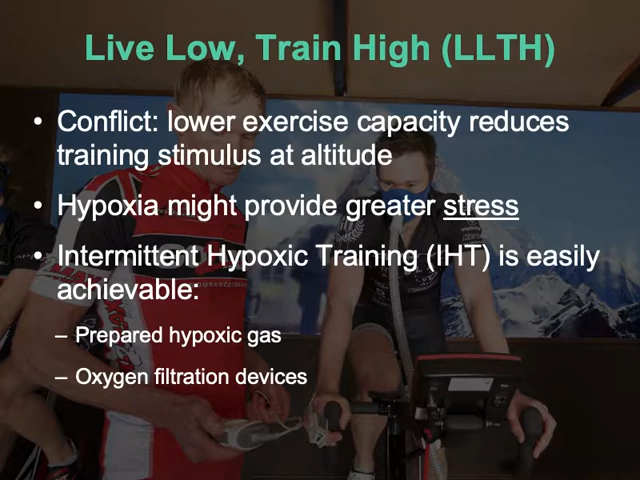 Live Low, Train High (LLTH)
• Conflict: lower exercise capacity reduces
training stimulus at altitude
• Hypoxia might provide greater stress
• Intermittent Hypoxic Training (IHT) is easily
achievable:
– Prepared hypoxic gas
– Oxygen filtration devices